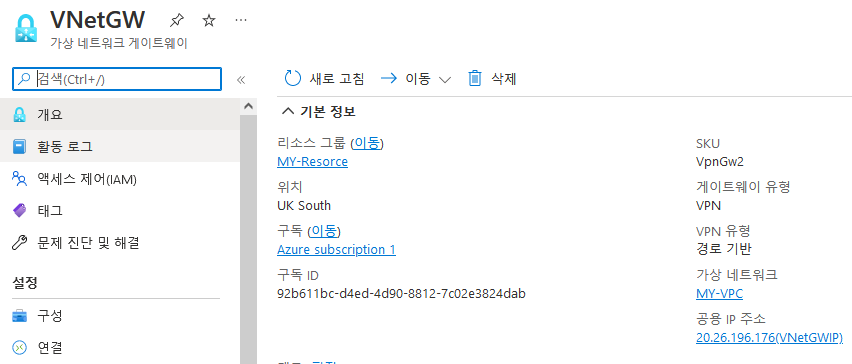 VNetGW
가상 네트워크 게이트웨이
검색(Ctrl+/)
개요
활동 로그
액세스 제어(IAM)
태그
문제 진단 및 해결
설정
구성
연결
새로 고침
이동
삭제
기본 정보
리소스 그룹 (이동)
MY-Resorce
위치
UK South
구독 (이동)
Azure subscription 1
구독 ID
92b611bc-d4ed-4d90-8812-7c02e3824dab
SKU
VpnGw2
게이트웨이 유형
VPN
VPN 유형
경로 기반
가상 네트워크
MY-VPC
공용 IP 주소
20.26.196.176(VNetGWIP)